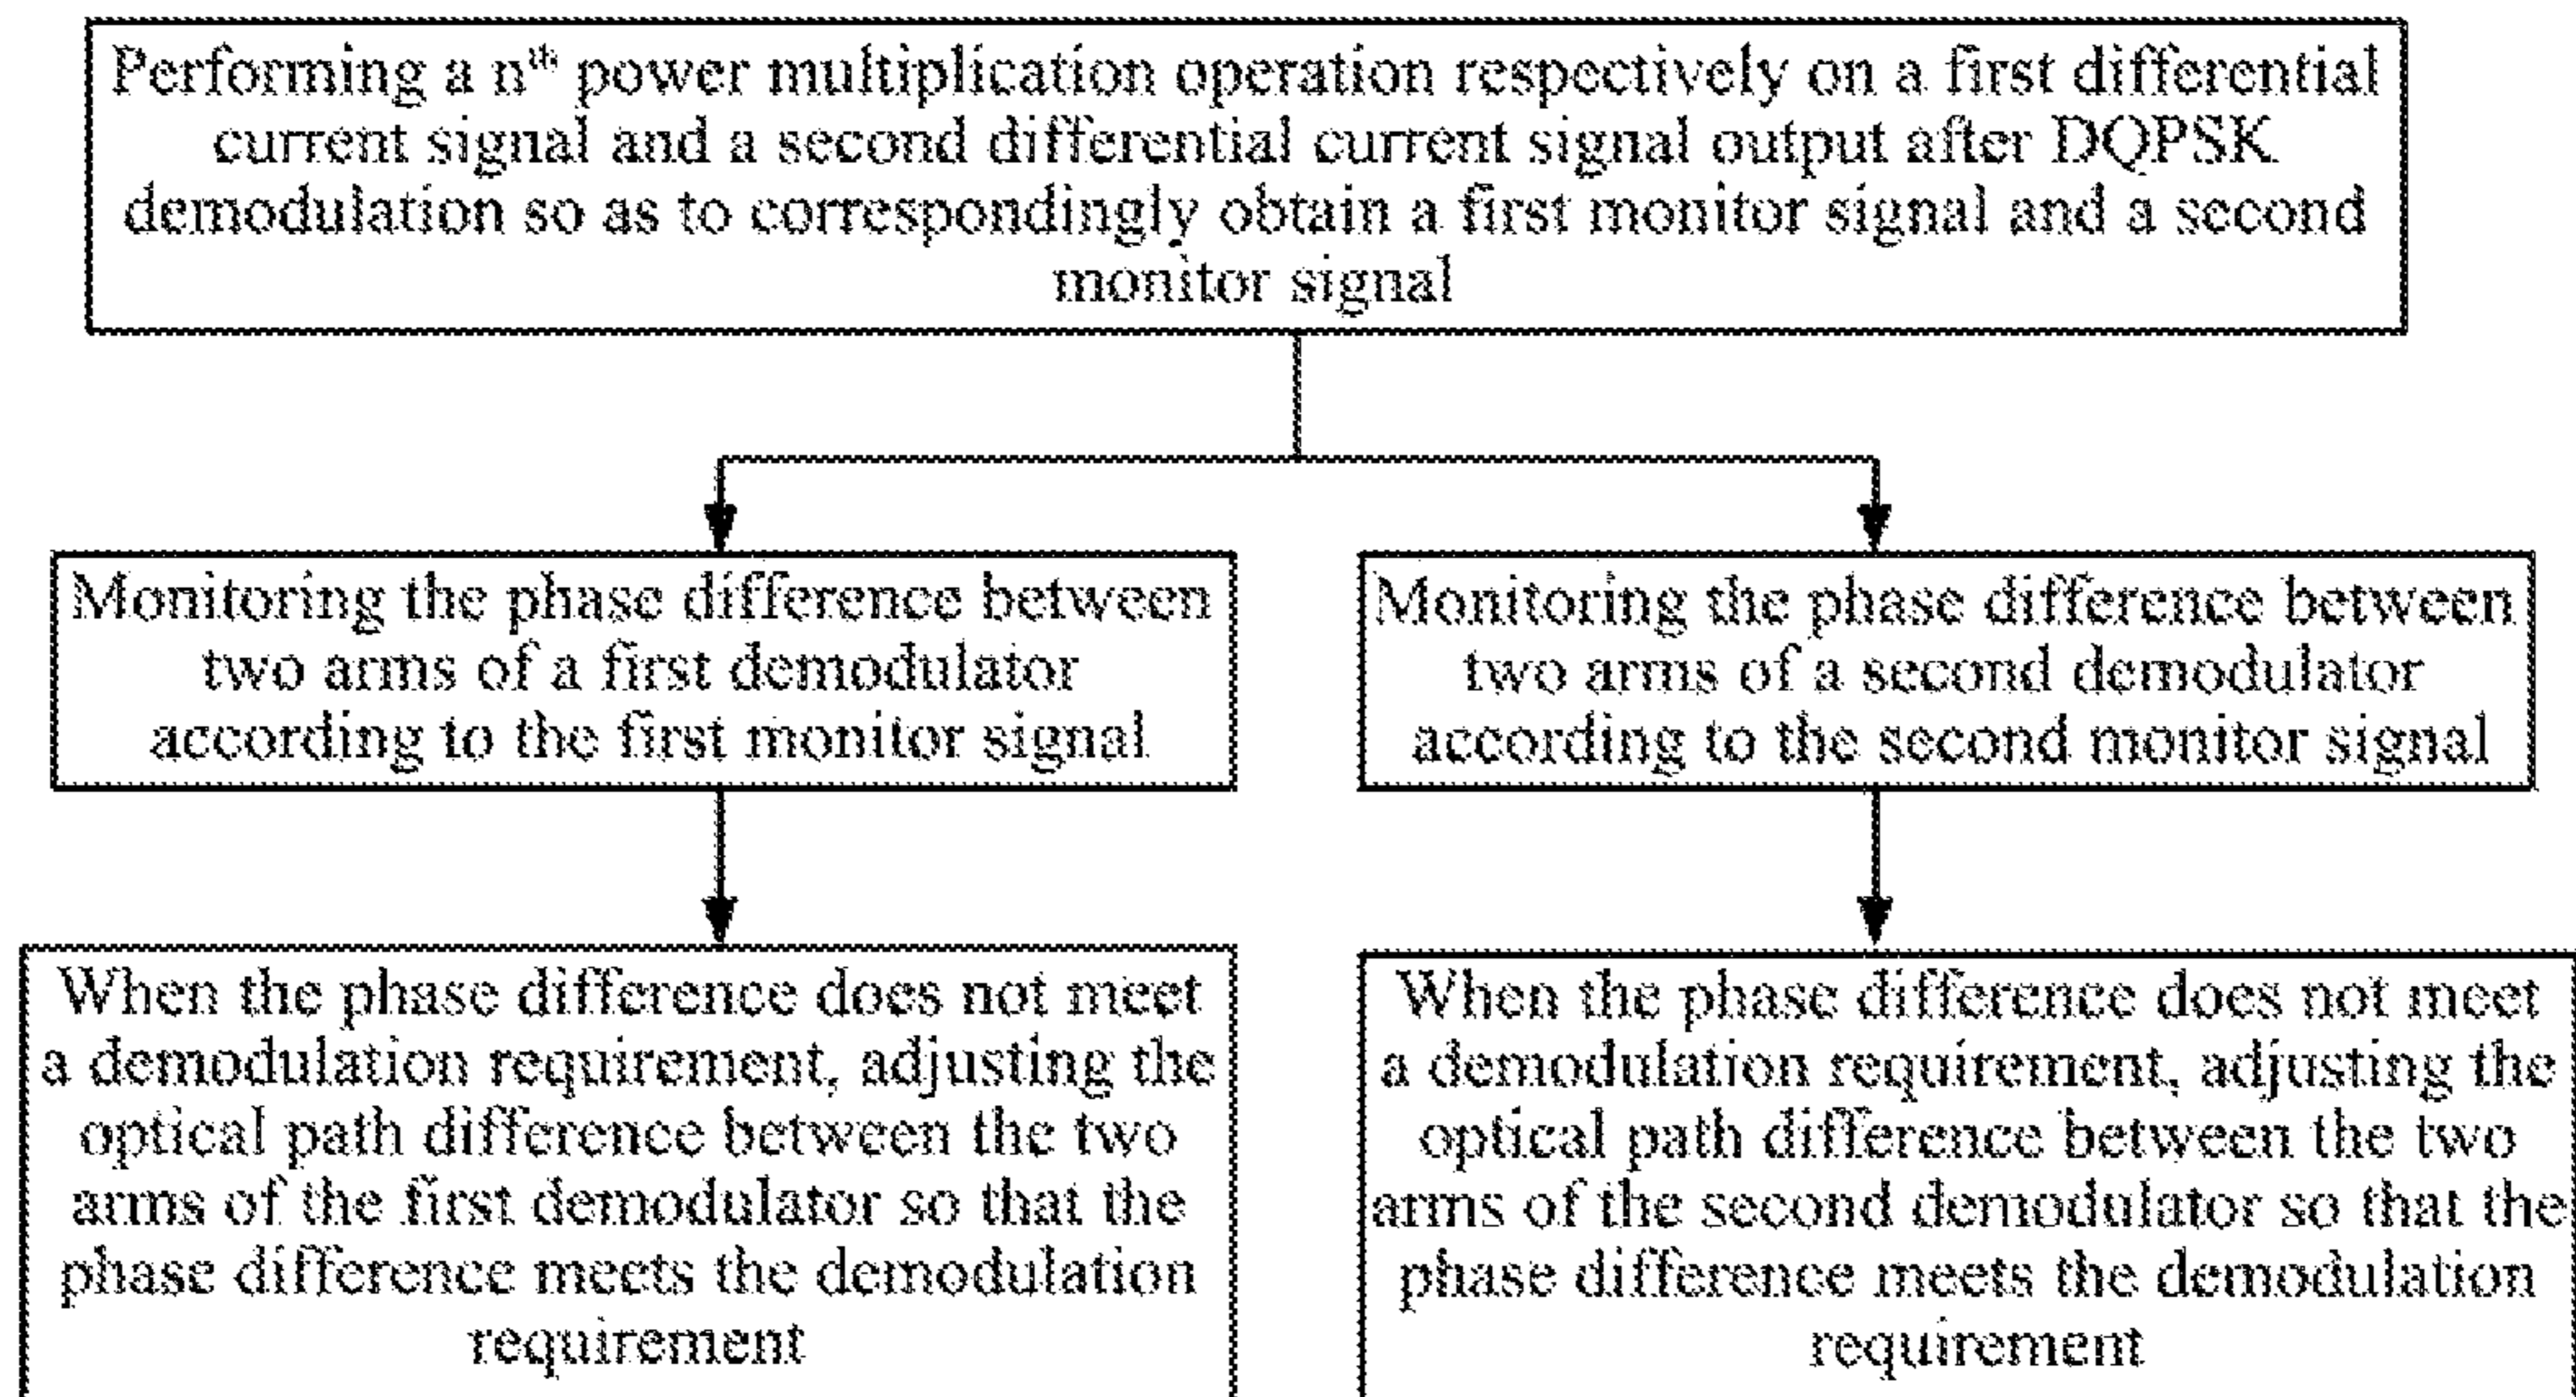 Performing a nᵗʰ power multiplication operation respectively on a first differential
current signal and a second differential current signal output after DQPSK
demodulation so as to correspondingly obtain a first monitor signal and a second
monitor signal
Monitoring the phase difference between
two arms of a first demodulator
according to the first monitor signal
Monitoring the phase difference between
two arms of a second demodulator
according to the second monitor signal
When the phase difference does not meet
a demodulation requirement, adjusting the
optical path difference between the two
arms of the first demodulator so that the
phase difference meets the demodulation
requirement
When the phase difference does not meet
a demodulation requirement, adjusting the
optical path difference between the two
arms of the second demodulator so that the
phase difference meets the demodulation
requirement